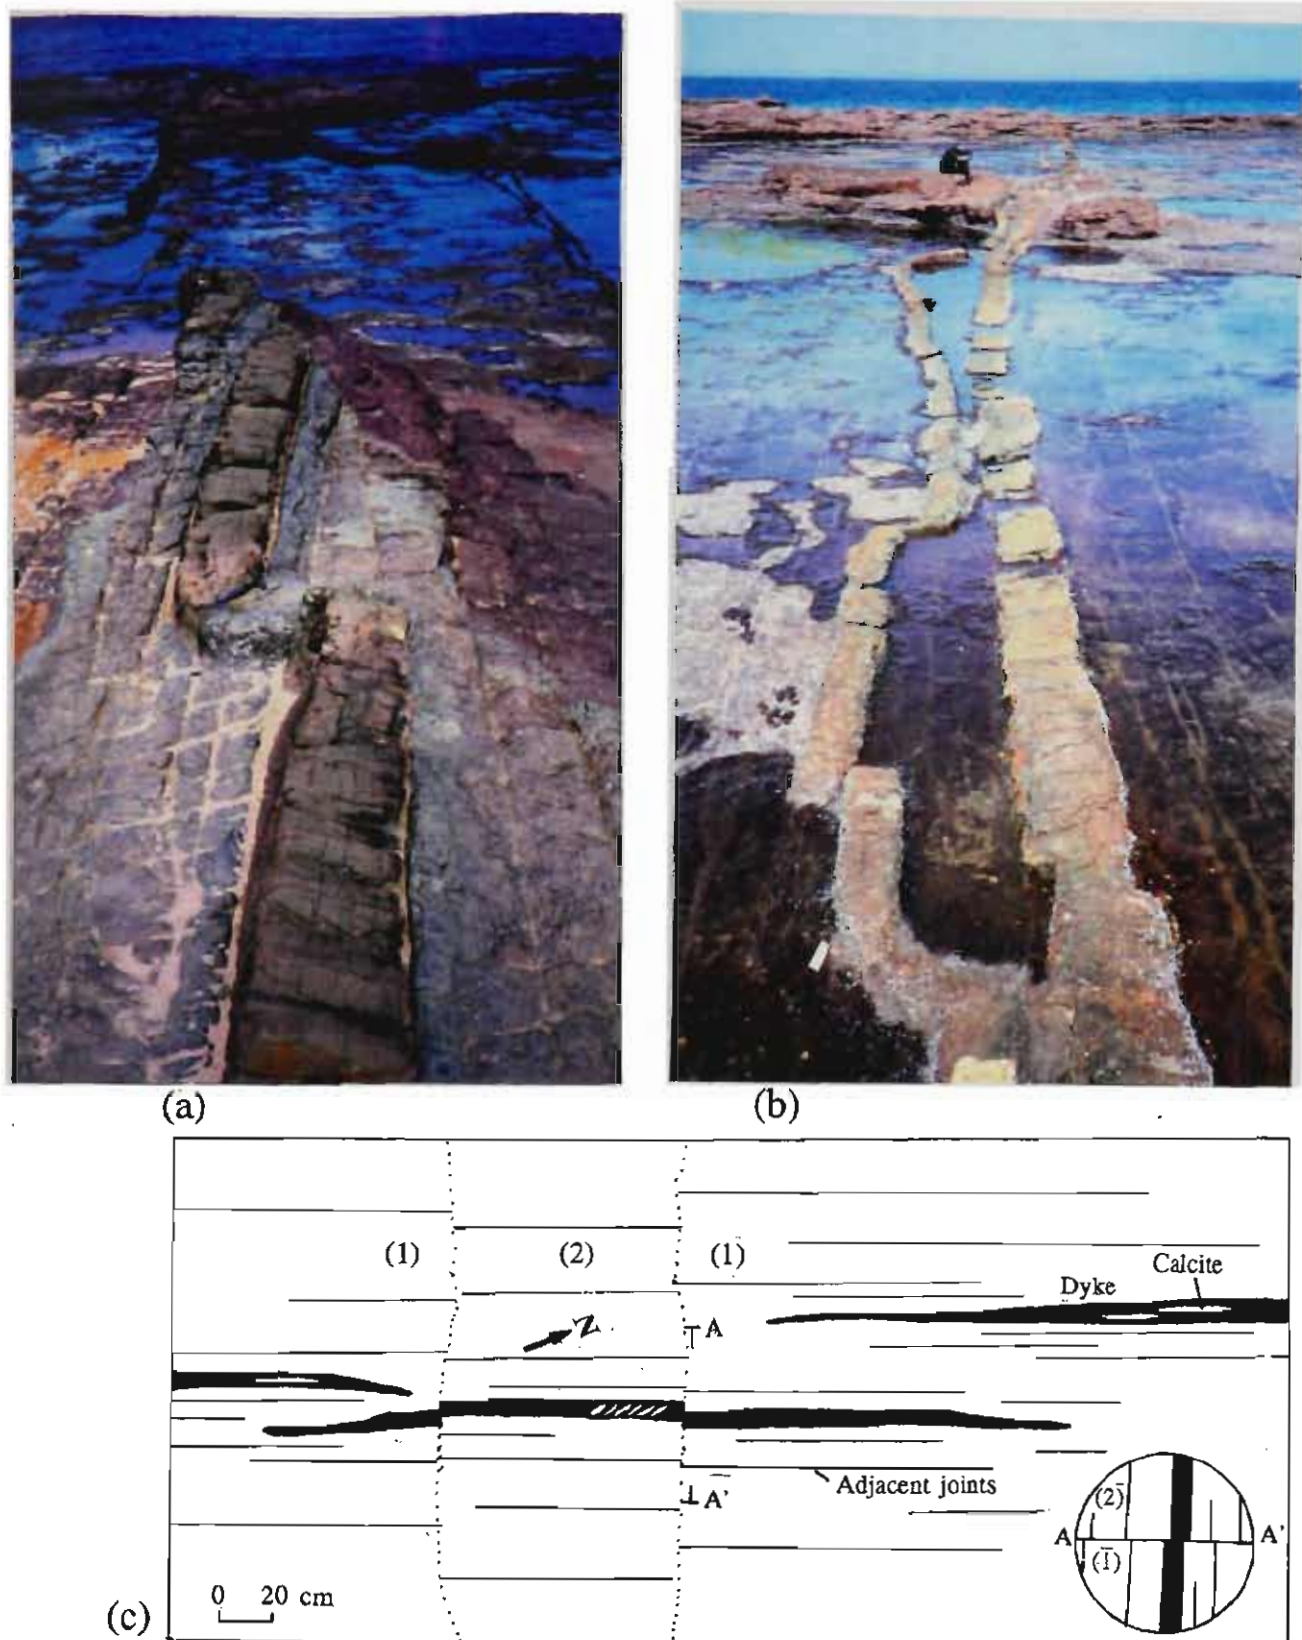 (a)
(b)
(1)
(2)
(1)
Calcite
Dyke
N
A
Adjacent joints
A'
(2)
A
A'
(1)
0 20 cm
(c)